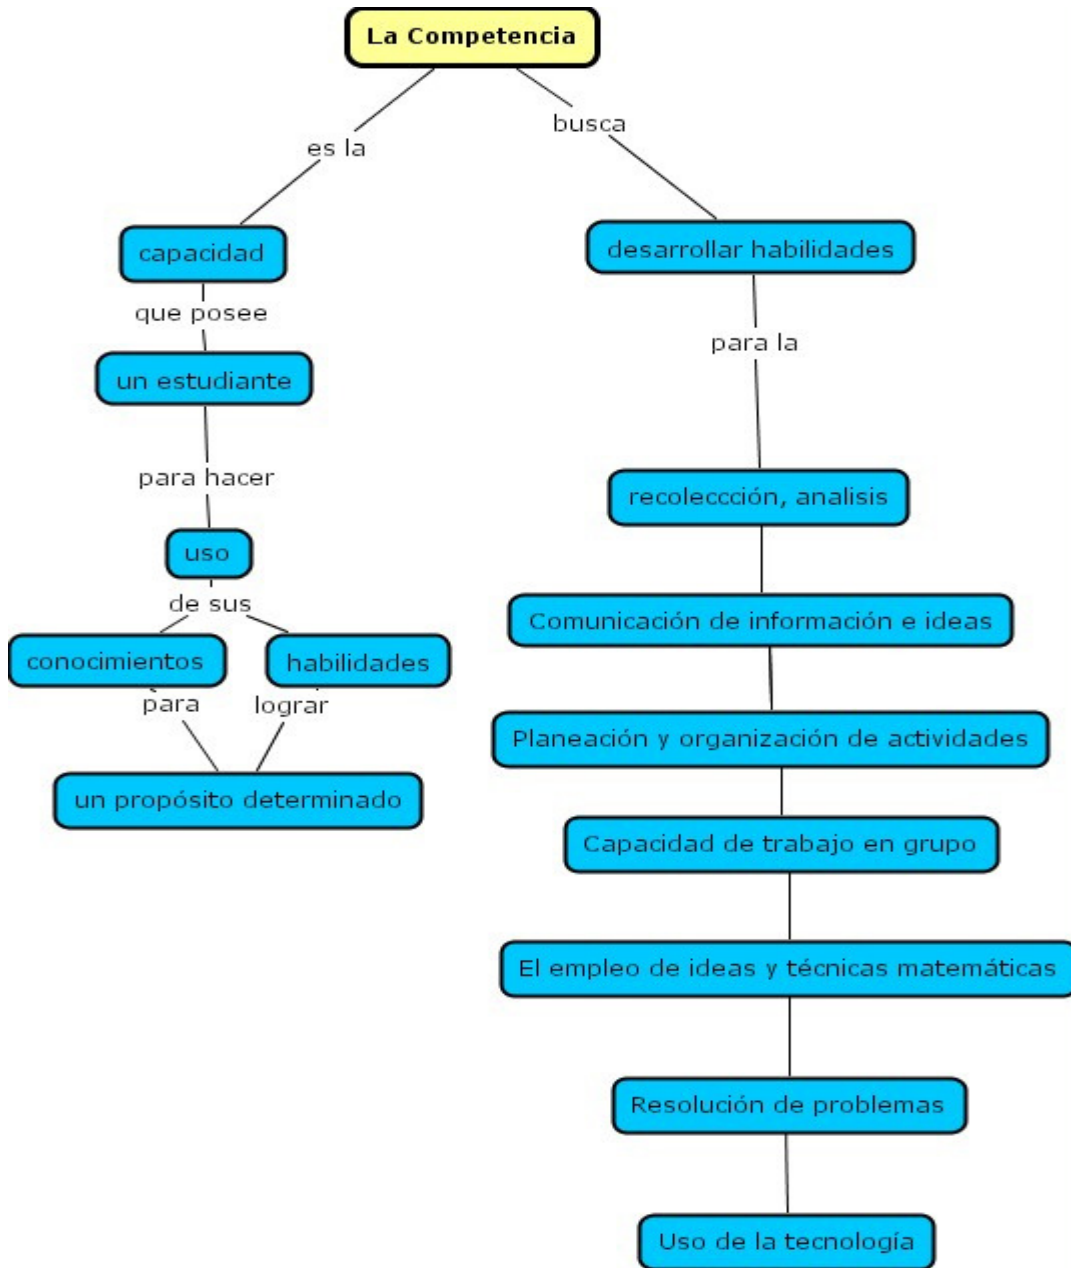 La Competencia
es la
busca
capacidad
desarrollar habilidades
que posee
para la
un estudiante
para hacer
recoleccción, analisis
uso
de sus
Comunicación de información e ideas
conocimientos
habilidades
para
lograr
Planeación y organización de actividades
un propósito determinado
Capacidad de trabajo en grupo
El empleo de ideas y técnicas matemáticas
Resolución de problemas
Uso de la tecnología